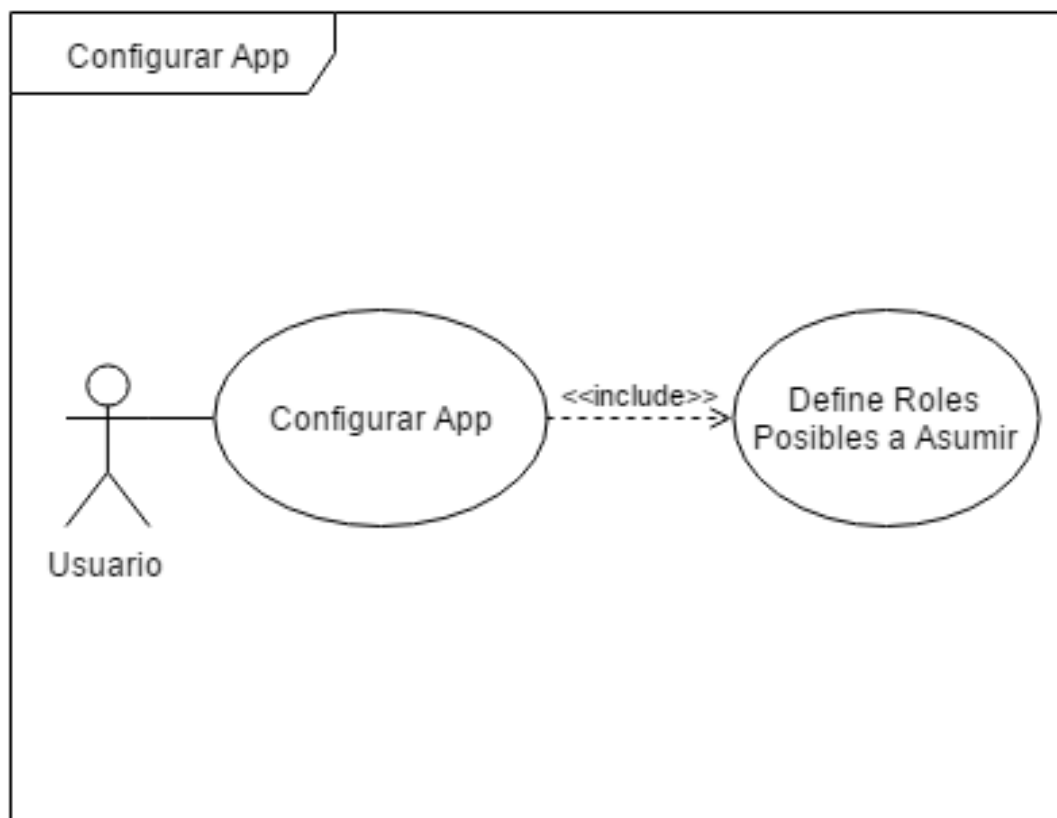 Configurar App
Configurar App
<<include>>
Define Roles
Posibles a Asumir
Usuario